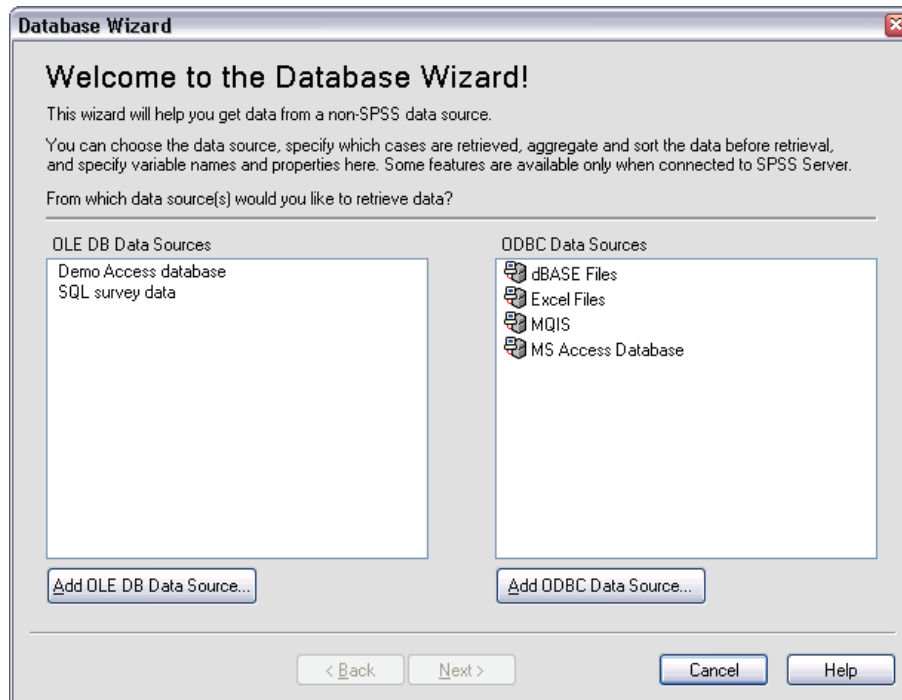 Database Wizard
Welcome to the Database Wizard!
This wizard will help you get data from a non-SPSS data source.
You can choose the data source, specify which cases are retrieved, aggregate and sort the data before retrieval,
and specify variable names and properties here. Some features are available only when connected to SPSS Server.
From which data source(s) would you like to retrieve data?
OLE DB Data Sources
Demo Access database
SQL survey data
Add OLE DB Data Source...
ODBC Data Sources
dBASE Files
Excel Files
MQIS
MS Access Database
Add ODBC Data Source...
< Back
Next >
Cancel
Help